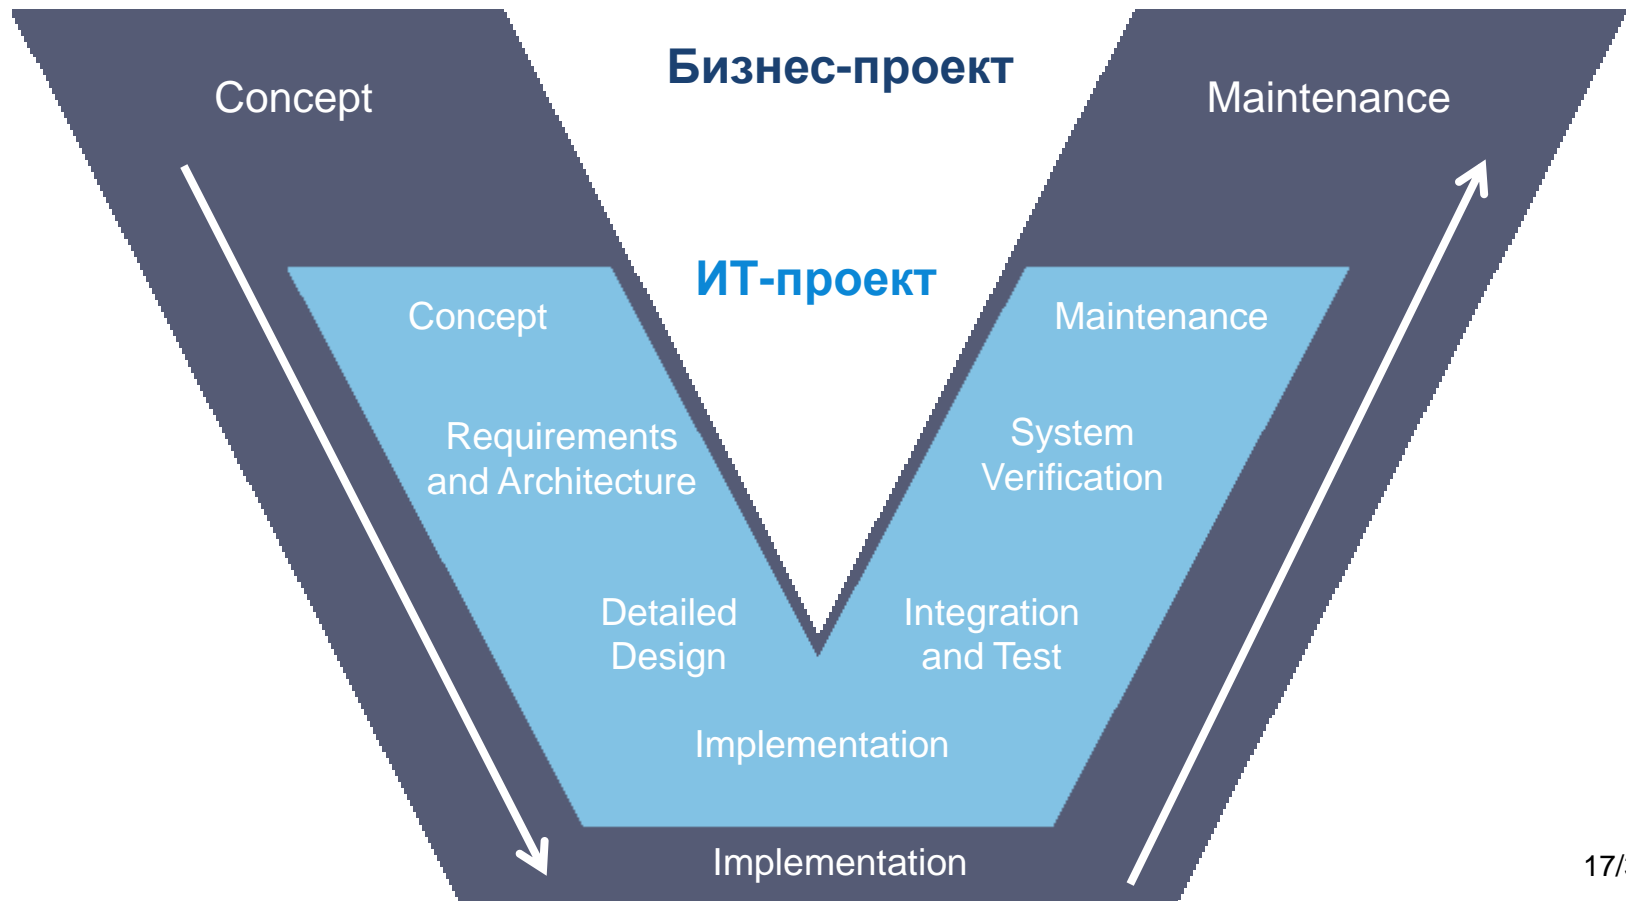 Бизнес-проект
Concept
Maintenance
ИТ-проект
Concept
Maintenance
Requirements
and Architecture
System
Verification
Detailed
Design
Integration
and Test
Implementation
Implementation
17/3